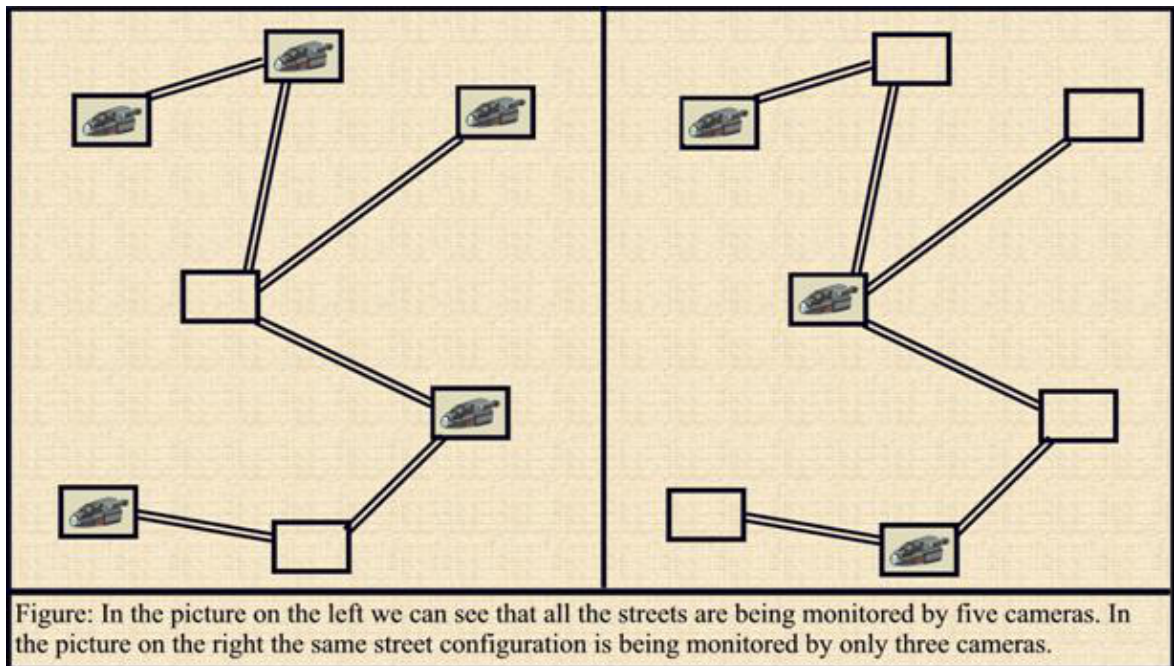 Figure: In the picture on the left we can see that all the streets are being monitored by five cameras. In
the picture on the right the same street configuration is being monitored by only three cameras.